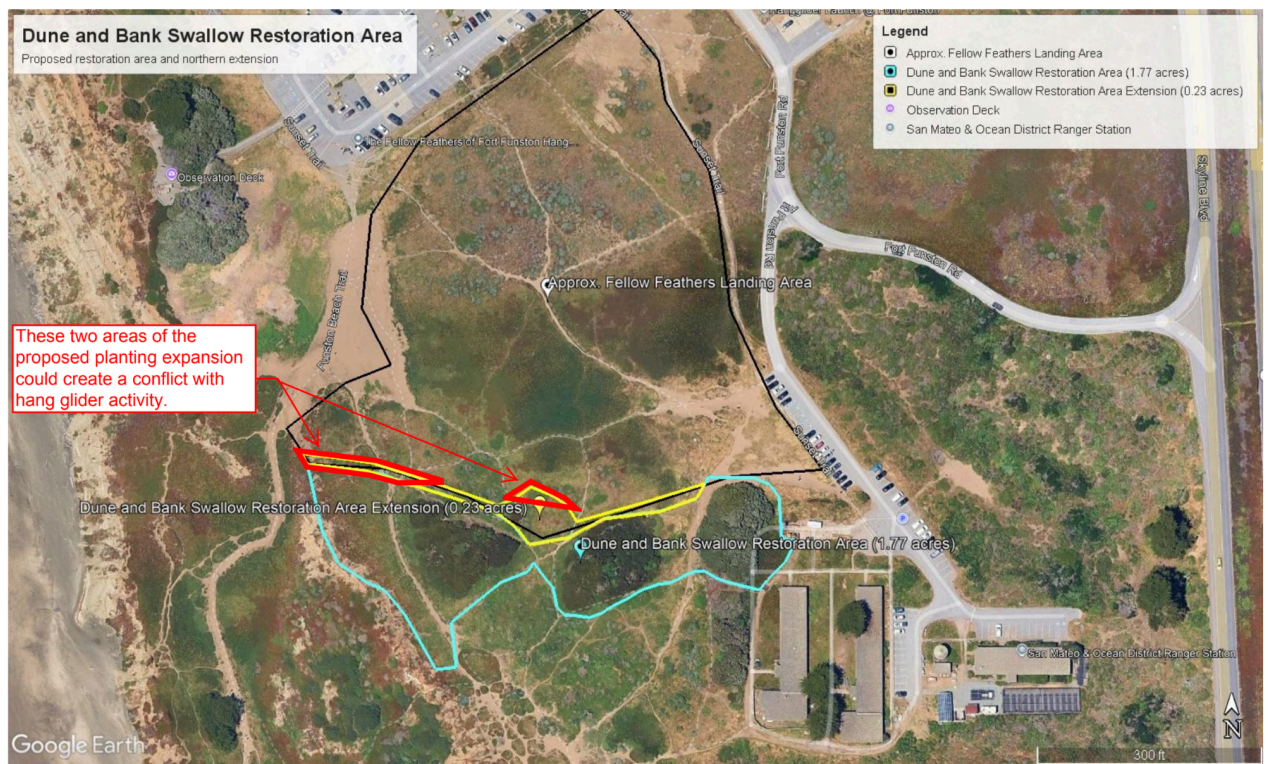 Dune and Bank Swallow Restoration Area
Proposed restoration area and northern extension
Legend
Approx. Fellow Feathers Landing Area
Dune and Bank Swallow Restoration Area (1.77 acres)
Dune and Bank Swallow Restoration Area Extension (0.23 acres)
Observation Deck
San Mateo & Ocean District Ranger Station
Sunset Trail
The Fellow Feathers of Fort Funston Hang...
Observation Deck
Sunset Trail
Fort Funston Rd
Skyline Blvd
Fort Funston Rd
Approx. Fellow Feathers Landing Area
Funston Beach Trail
These two areas of the
proposed planting expansion
could create a conflict with
hang glider activity.
Sunset Trail
Dune and Bank Swallow Restoration Area Extension (0.23 acres)
Dune and Bank Swallow Restoration Area (1.77 acres)
San Mateo & Ocean District Ranger Station
Google Earth
N
300 ft